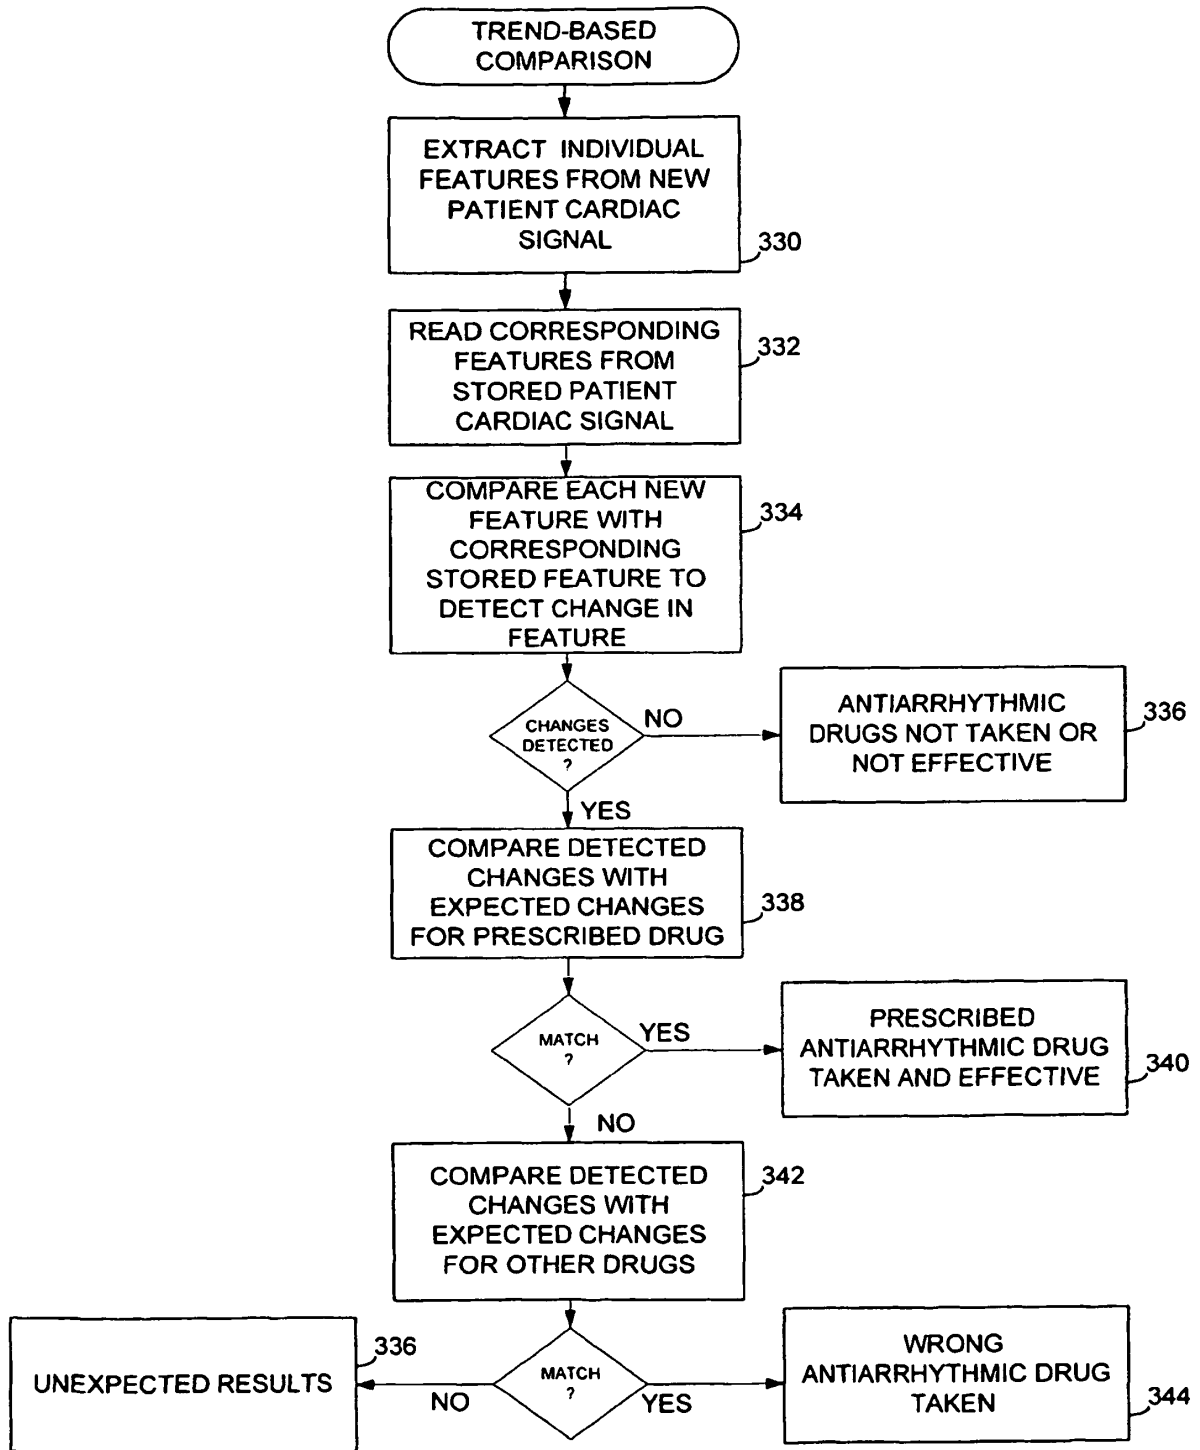 TREND-BASED
COMPARISON
EXTRACT INDIVIDUAL
FEATURES FROM NEW
PATIENT CARDIAC
SIGNAL
330
READ CORRESPONDING
FEATURES FROM
STORED PATIENT
CARDIAC SIGNAL
332
COMPARE EACH NEW
FEATURE WITH
CORRESPONDING
STORED FEATURE TO
DETECT CHANGE IN
FEATURE
334
CHANGES
DETECTED
?
NO
ANTIARRHYTHMIC
DRUGS NOT TAKEN OR
NOT EFFECTIVE
336
YES
COMPARE DETECTED
CHANGES WITH
EXPECTED CHANGES
FOR PRESCRIBED DRUG
338
MATCH
?
YES
PRESCRIBED
ANTIARRHYTHMIC DRUG
TAKEN AND EFFECTIVE
340
NO
COMPARE DETECTED
CHANGES WITH
EXPECTED CHANGES
FOR OTHER DRUGS
342
MATCH
?
NO
UNEXPECTED RESULTS
336
YES
WRONG
ANTIARRHYTHMIC DRUG
TAKEN
344